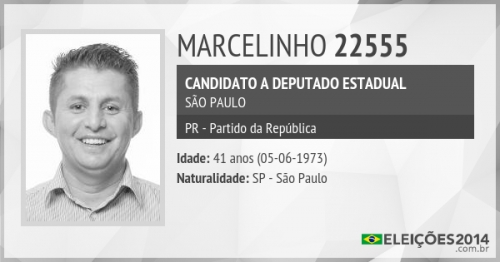 MARCELINHO 22555
CANDIDATO A DEPUTADO ESTADUAL
SÃO PAULO
PR - Partido da República
Idade: 41 anos (05-06-1973)
Naturalidade: SP - São Paulo
ELEIÇÕES2014
.com.br